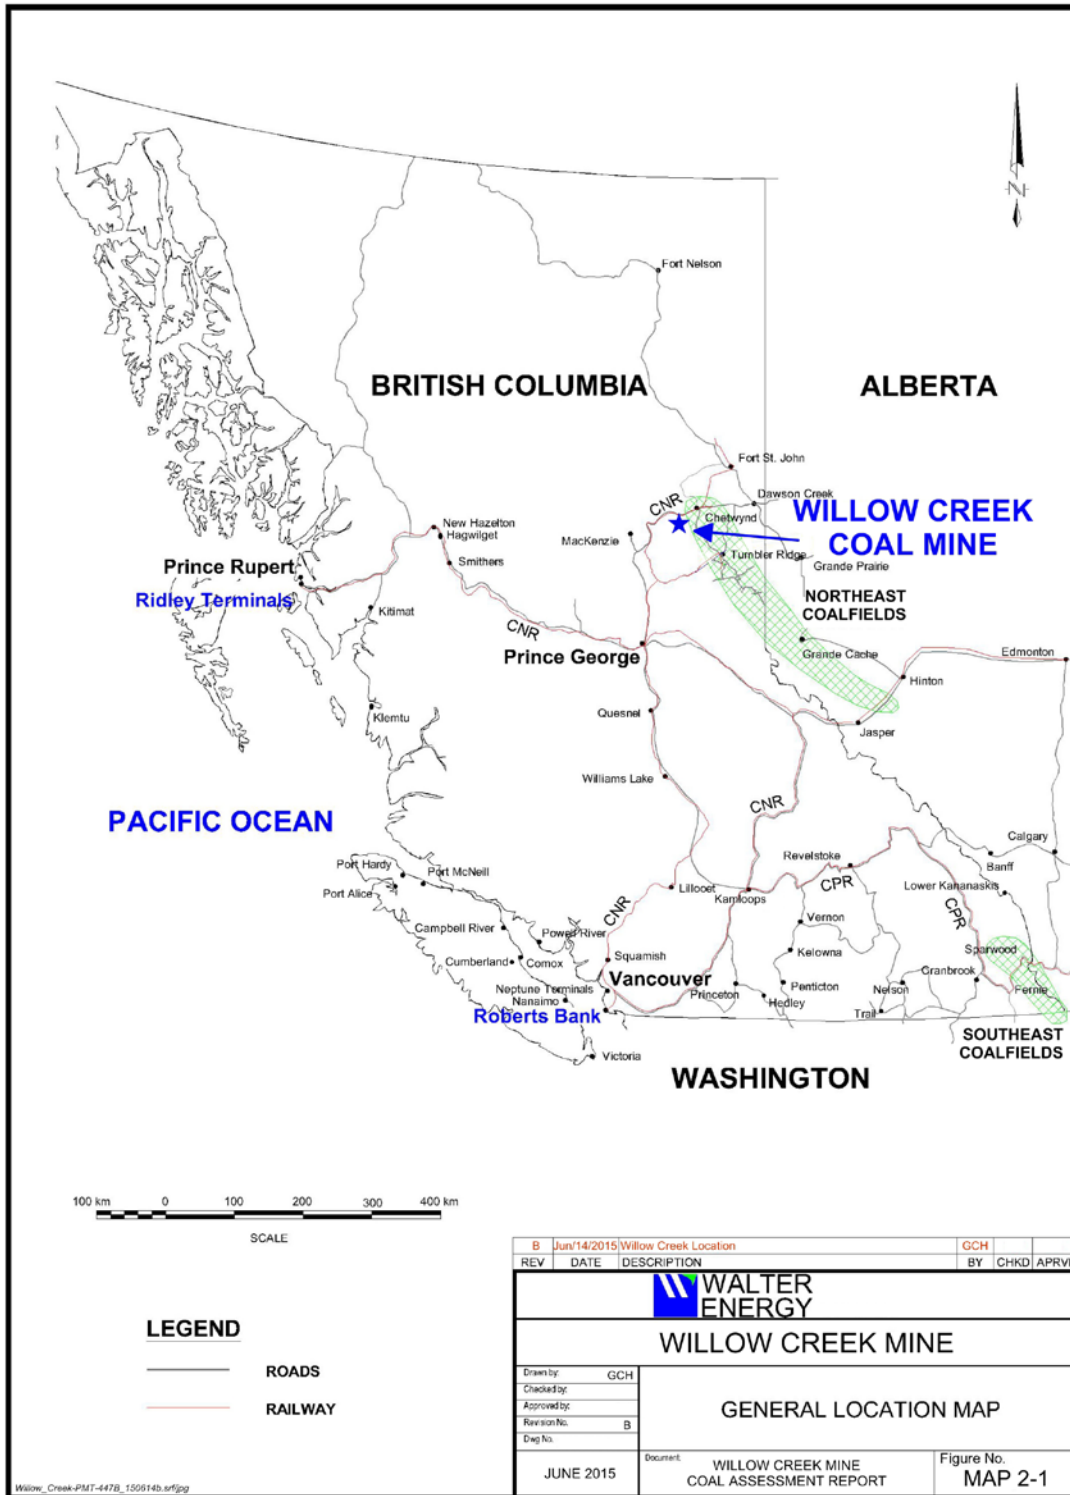 N
Fort Nelson
BRITISH COLUMBIA
ALBERTA
Fort St. John
Dawson Creek
CNR
Chetwynd
WILLOW CREEK
COAL MINE
New Hazelton
Hagwilget
MacKenzie
Tumbler Ridge
Grande Prairie
Smithers
Prince Rupert
Ridley Terminals
Kitimat
NORTHEAST
COALFIELDS
CNR
Prince George
Grande Cache
Edmonton
Hinton
Klemtu
Quesnel
Jasper
Williams Lake
PACIFIC OCEAN
CNR
Calgary
Revelstoke
Banff
Port Hardy
Port McNeill
Port Alice
Lillooet
Kamloops
CPR
Lower Kananaskis
CNR
CPR
Vernon
Campbell River
Powell River
Kelowna
Sparwood
Cumberland
Comox
Squamish
Vancouver
Cranbrook
Neptune Terminals
Princeton
Penticton
Nelson
Fernie
Nanaimo
Hedley
Roberts Bank
Trail
SOUTHEAST
COALFIELDS
Victoria
WASHINGTON
100 km 0 100 200 300 400 km
SCALE
B Jun/14/2015 Willow Creek Location GCH
REV DATE DESCRIPTION BY CHKD APRV
WALTER
ENERGY
WILLOW CREEK MINE
LEGEND
ROADS
RAILWAY
Drawn by: GCH
Checked by:
Approved by:
Revision No. B
Dwg No.
GENERAL LOCATION MAP
JUNE 2015
Document:
WILLOW CREEK MINE
COAL ASSESSMENT REPORT
Figure No.
MAP 2-1
Willow_Creek-PMT-447B_150614b.srf/jpg